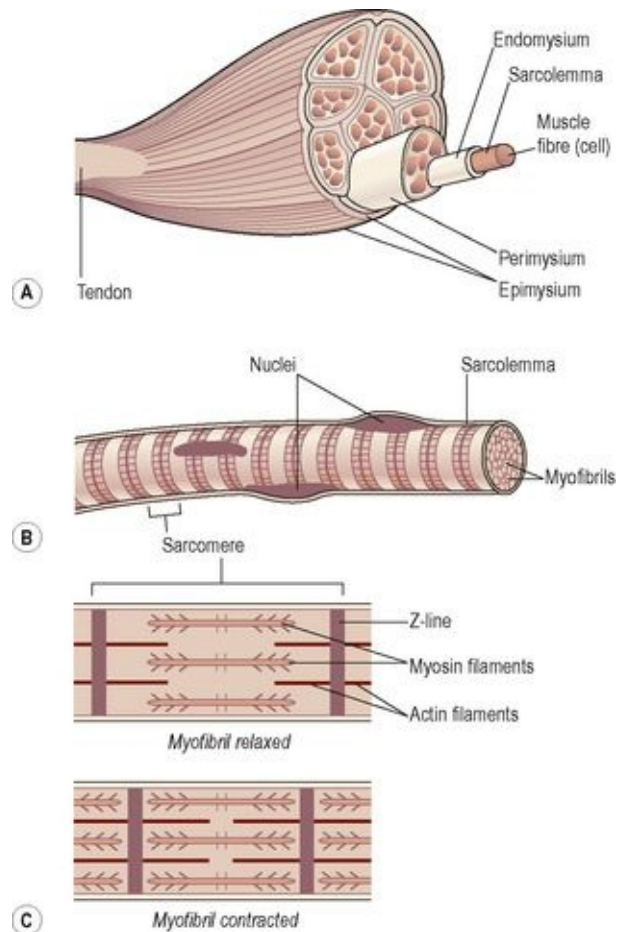 Endomysium
Sarcolemma
Muscle
fibre (cell)
Perimysium
Epimysium
Tendon
A
Nuclei
Sarcolemma
Myofibrils
B
Sarcomere
Z-line
Myosin filaments
Actin filaments
Myofibril relaxed
Myofibril contracted
C